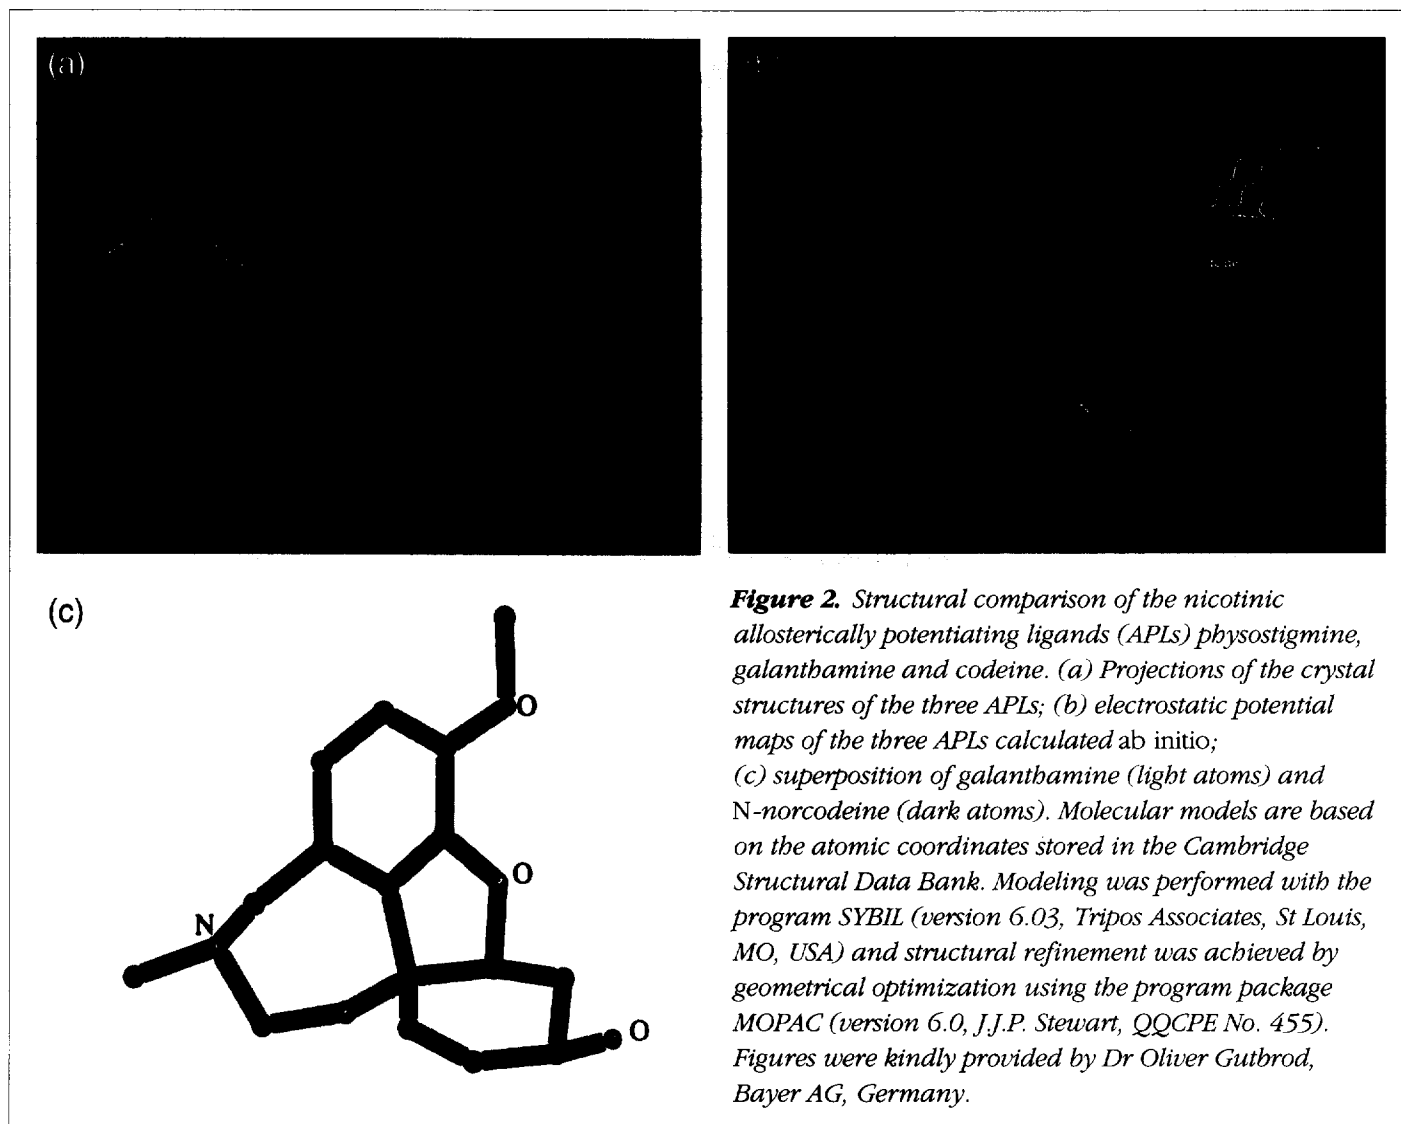 (a)
(c)
O
O
N
O
Figure 2. Structural comparison of the nicotinic
allosterically potentiating ligands (APLs) physostigmine,
galanthamine and codeine. (a) Projections of the crystal
structures of the three APLs; (b) electrostatic potential
maps of the three APLs calculated ab initio;
(c) superposition of galanthamine (light atoms) and
N-norcodeine (dark atoms). Molecular models are based
on the atomic coordinates stored in the Cambridge
Structural Data Bank. Modeling was performed with the
program SYBIL (version 6.03, Tripos Associates, St Louis,
MO, USA) and structural refinement was achieved by
geometrical optimization using the program package
MOPAC (version 6.0, J.J.P. Stewart, QQCPE No. 455).
Figures were kindly provided by Dr Oliver Gutbrod,
Bayer AG, Germany.